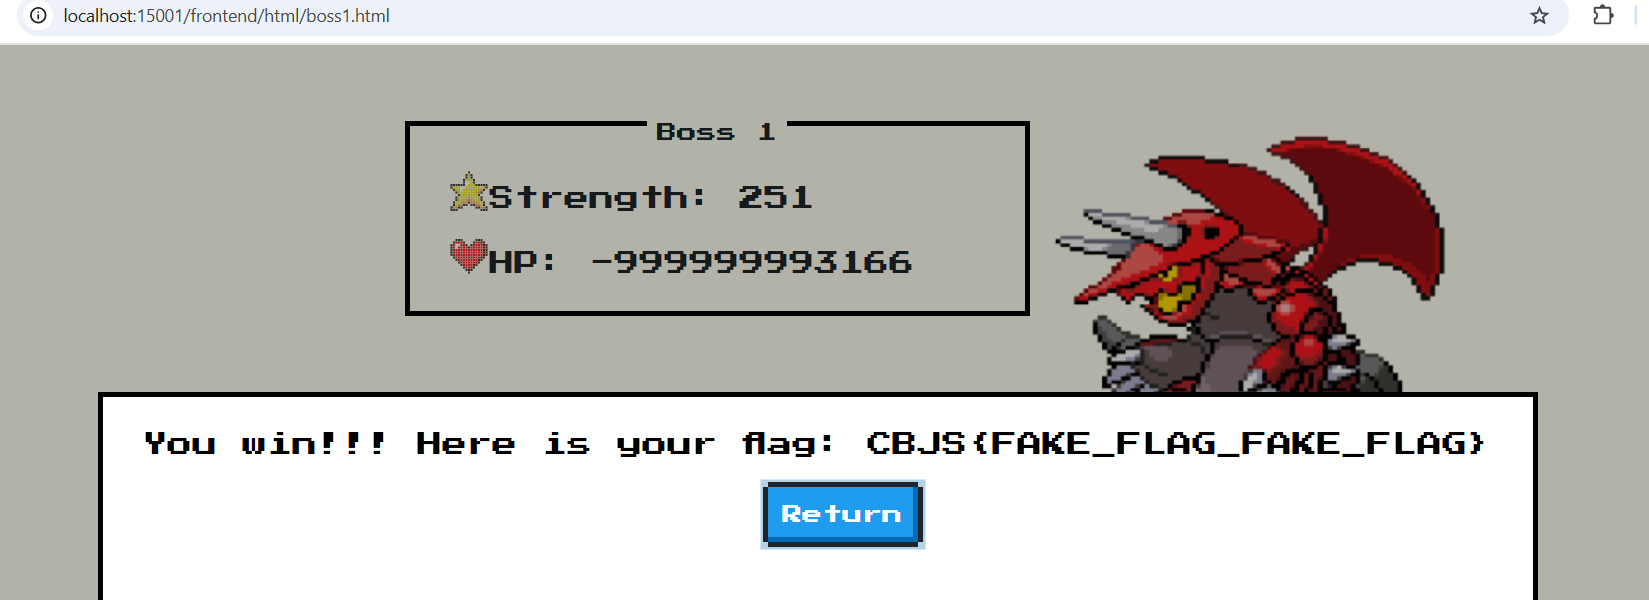 localhost:15001/frontend/html/boss1.html
Boss 1
Strength: 251
HP: -999999993166
You win!!! Here is your flag: CBJS{FAKE_FLAG_FAKE_FLAG}
Return